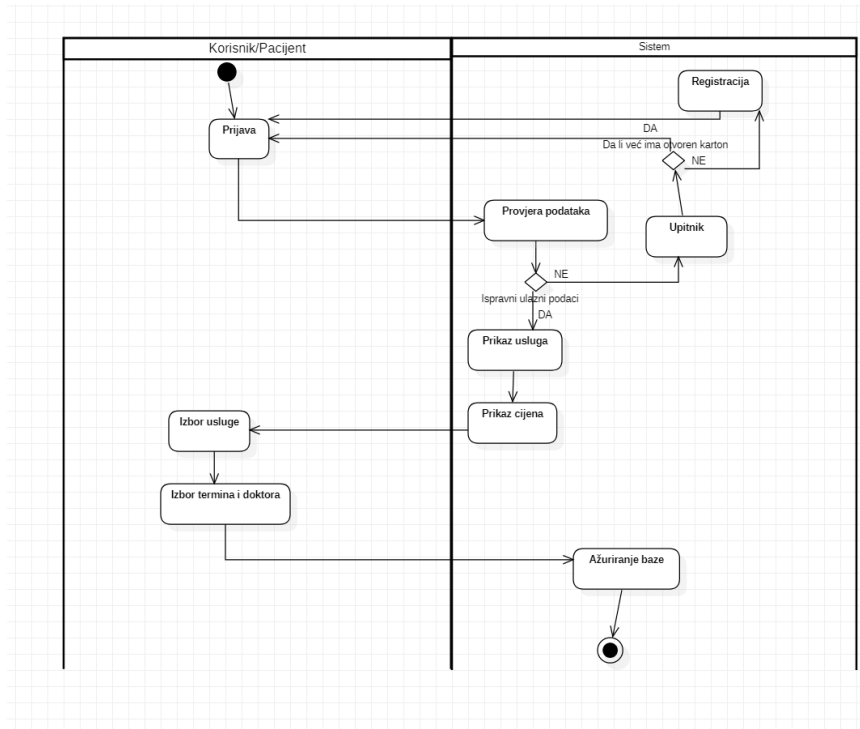 Korisnik/Pacijent
Sistem
Registracija
Prijava
DA
Da li već ima otvoren karton
NE
Provjera podataka
Upitnik
NE
Ispravni ulazni podaci
DA
Prikaz usluga
Prikaz cijena
Izbor usluge
Izbor termina i doktora
Ažuriranje baze